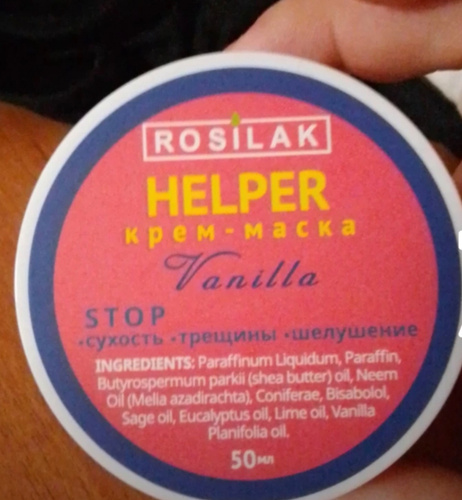 ROSILAK
HELPER
крем-маска
Vanilla
STOP
•сухость •трещины •шелушение
INGREDIENTS: Paraffinum Liquidum, Paraffin,
Butyrospermum parkii (shea butter) oil, Neem
Oil (Melia azadirachta), Coniferae, Bisabolol,
Sage oil, Eucalyptus oil, Lime oil, Vanilla
Planifolia oil.
50мл